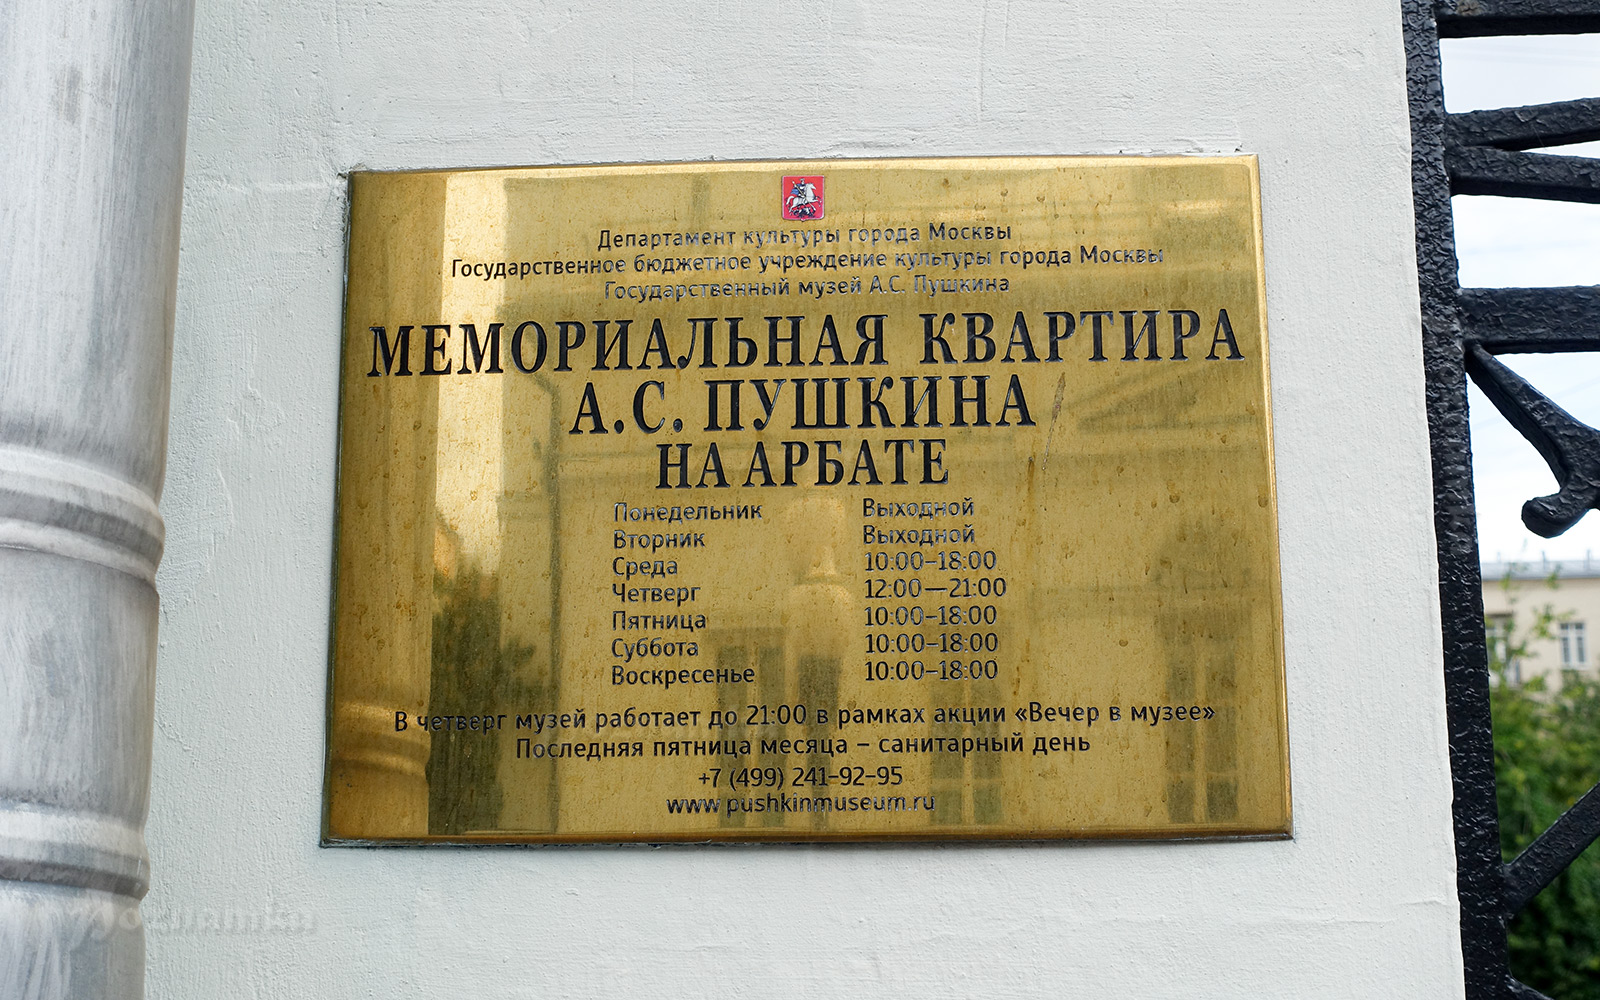 Департамент культуры города Москвы
Государственное бюджетное учреждение культуры города Москвы
Государственный музей А.С. Пушкина
МЕМОРИАЛЬНАЯ КВАРТИРА
А.С. ПУШКИНА
НА АРБАТЕ
Понедельник Выходной
Вторник Выходной
Среда 10:00–18:00
Четверг 12:00—21:00
Пятница 10:00–18:00
Суббота 10:00–18:00
Воскресенье 10:00–18:00
В четверг музей работает до 21:00 в рамках акции «Вечер в музее»
Последняя пятница месяца – санитарный день
+7 (499) 241-92-95
www.pushkinmuseum.ru